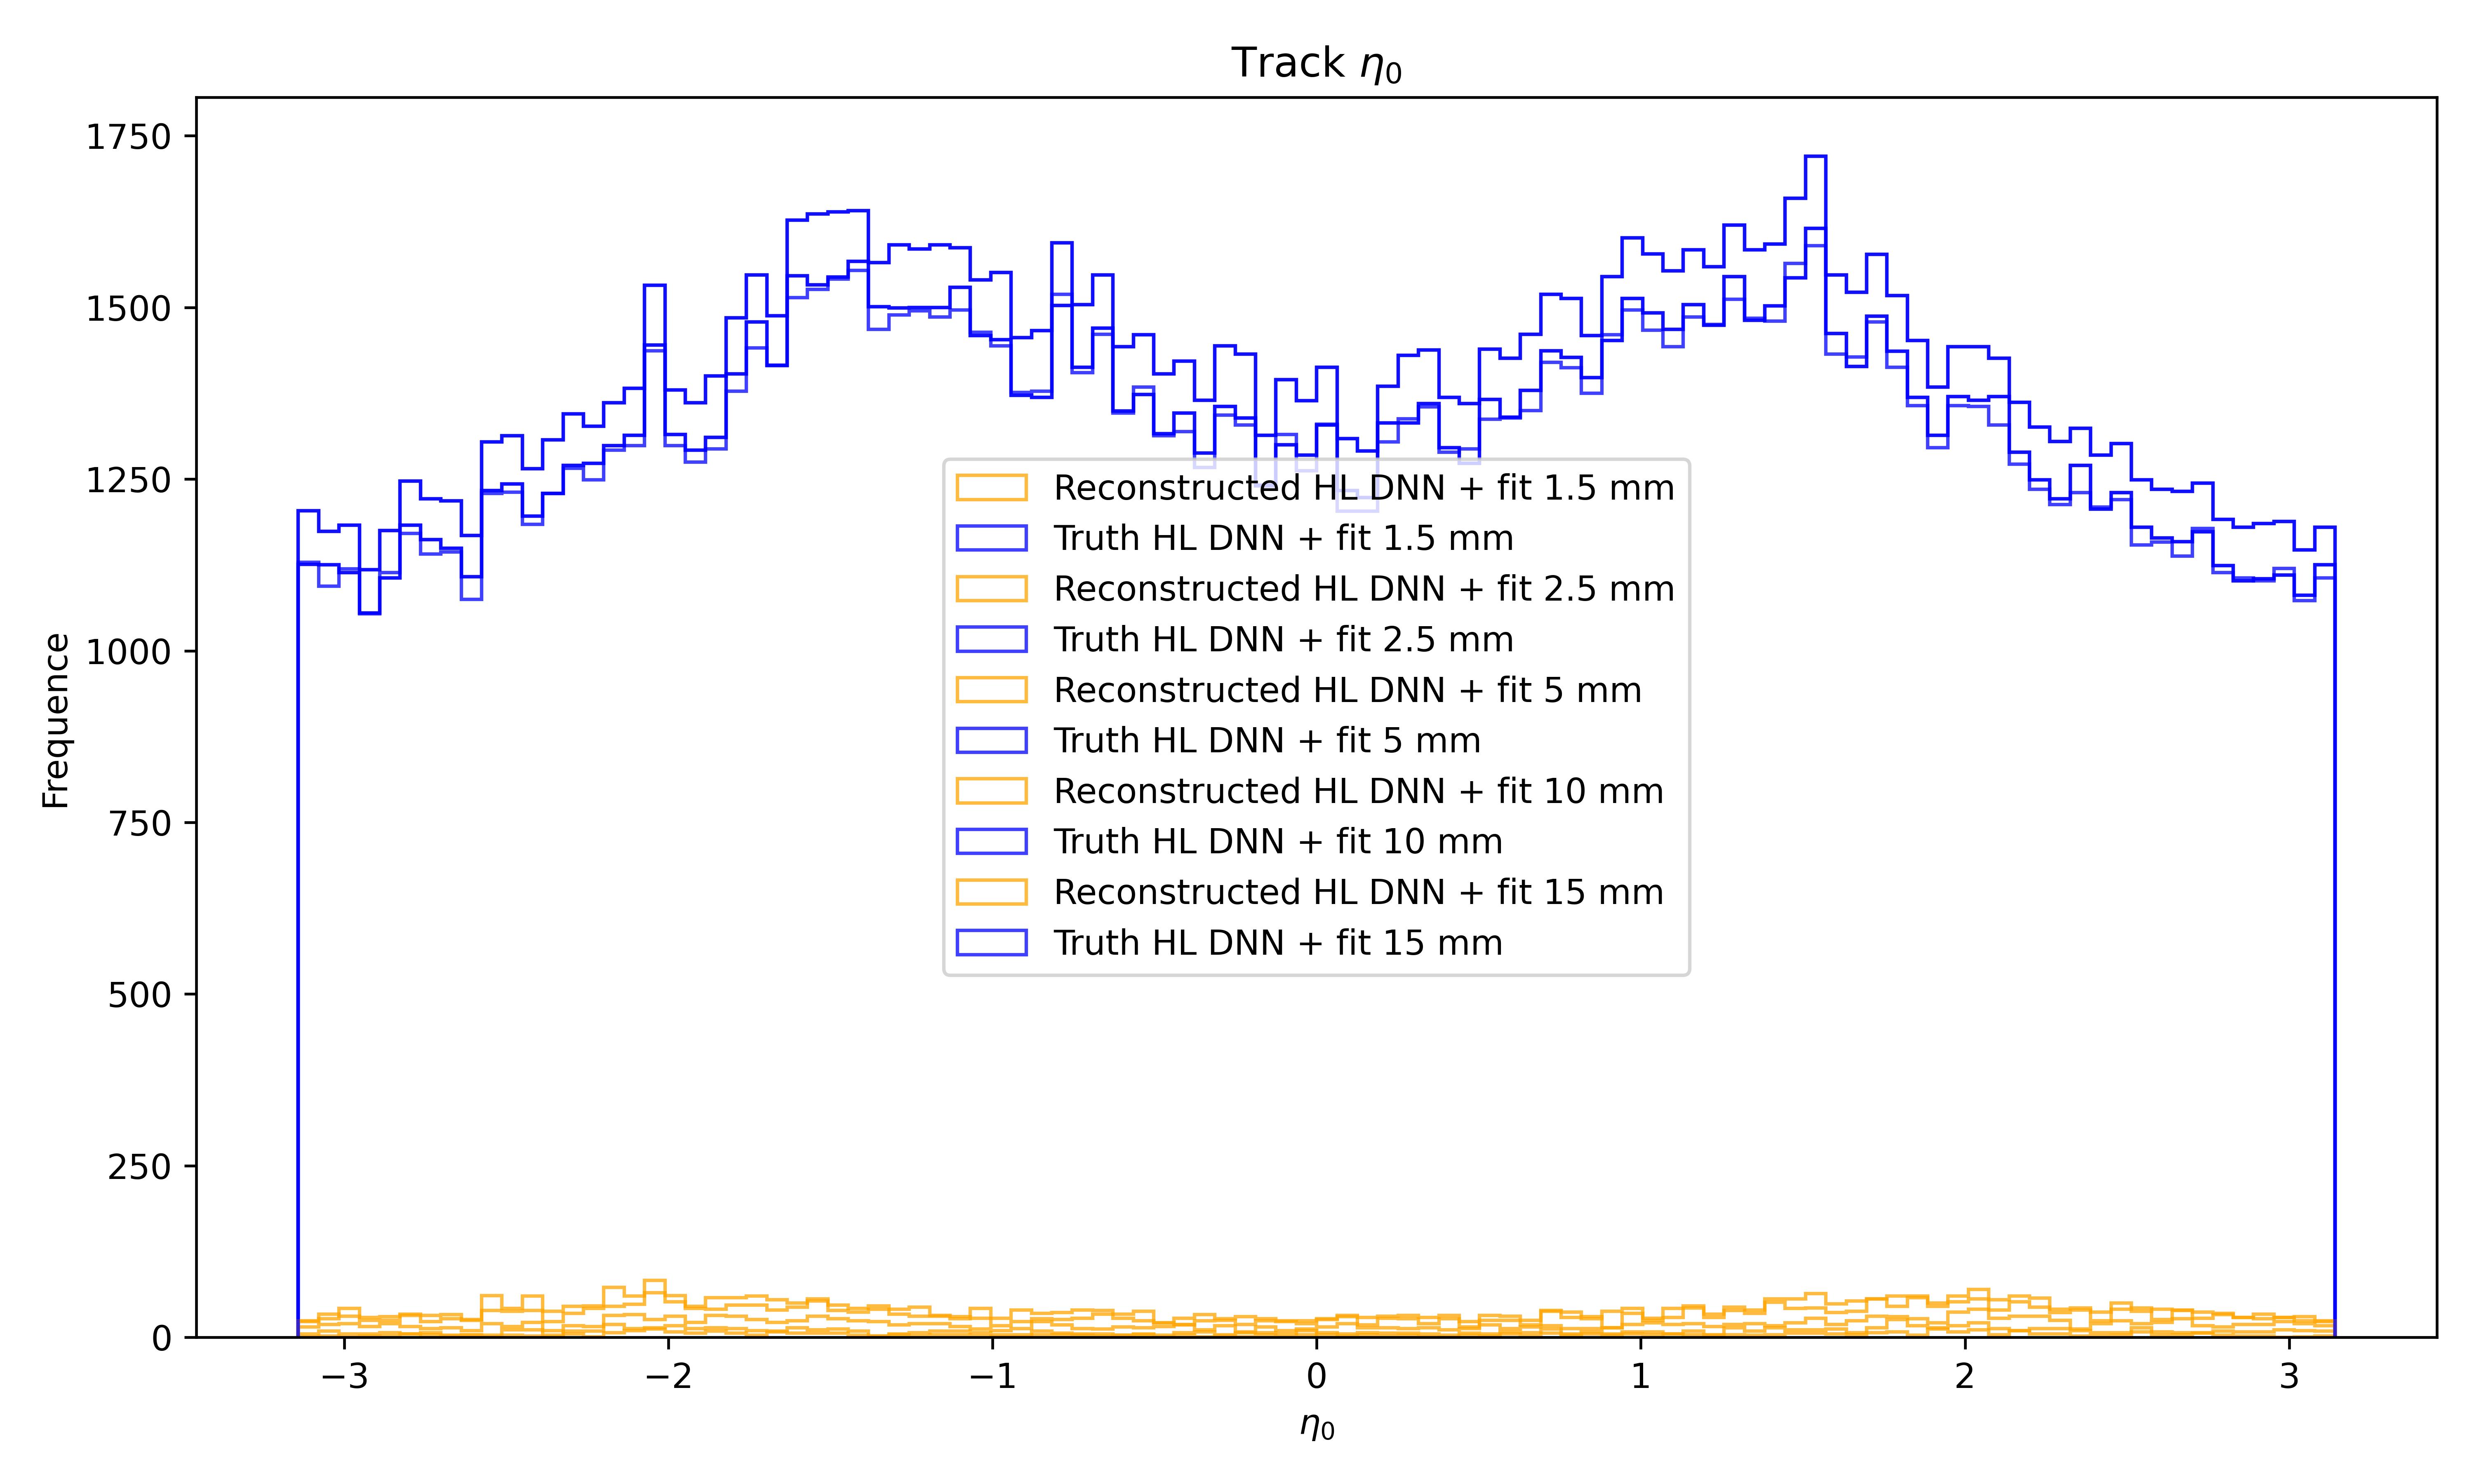 Track η₀
Frequence
1750
1500
1250
1000
750
500
250
0
Reconstructed HL DNN + fit 1.5 mm
Truth HL DNN + fit 1.5 mm
Reconstructed HL DNN + fit 2.5 mm
Truth HL DNN + fit 2.5 mm
Reconstructed HL DNN + fit 5 mm
Truth HL DNN + fit 5 mm
Reconstructed HL DNN + fit 10 mm
Truth HL DNN + fit 10 mm
Reconstructed HL DNN + fit 15 mm
Truth HL DNN + fit 15 mm
−3 −2 −1 0 1 2 3
η₀